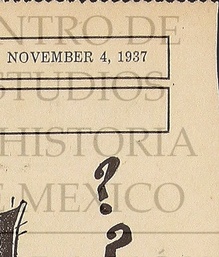 NTRO DE
NOVEMBER 4, 1937
STUDIOS
HISTORIA
E MEXICO
?
?